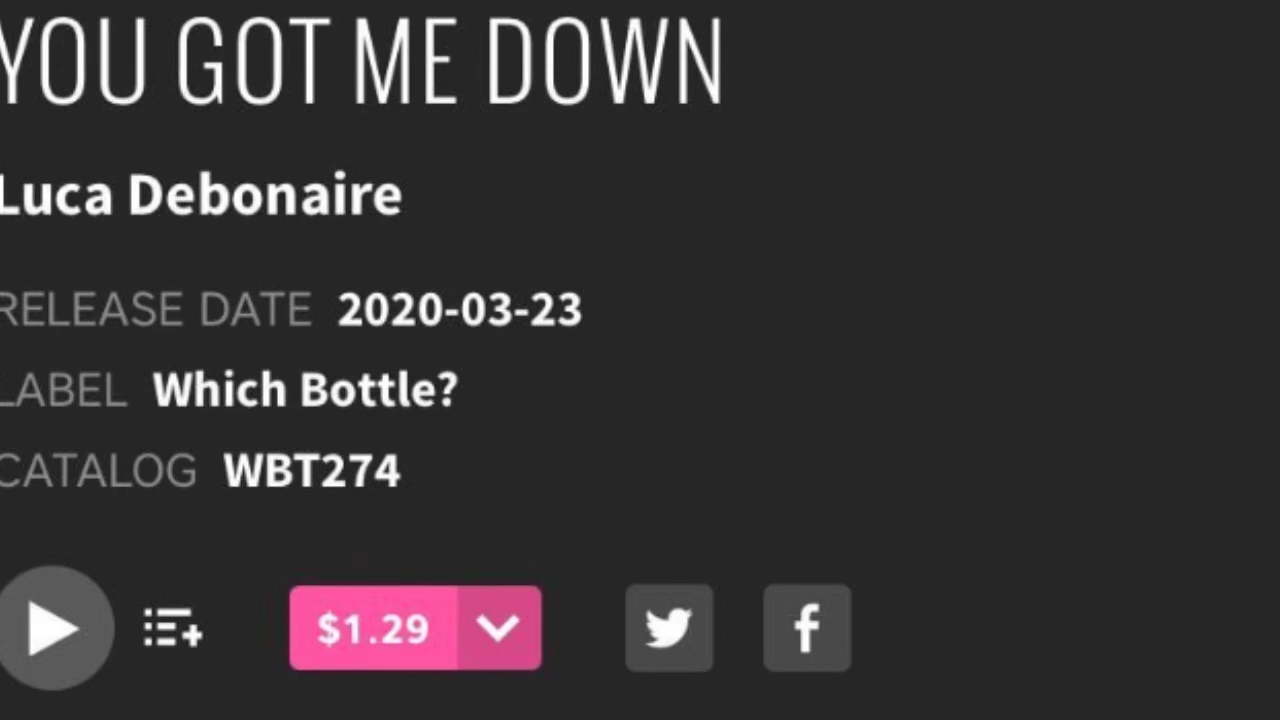 YOU GOT ME DOWN
Luca Debonaire
RELEASE DATE 2020-03-23
LABEL Which Bottle?
CATALOG WBT274
$1.29